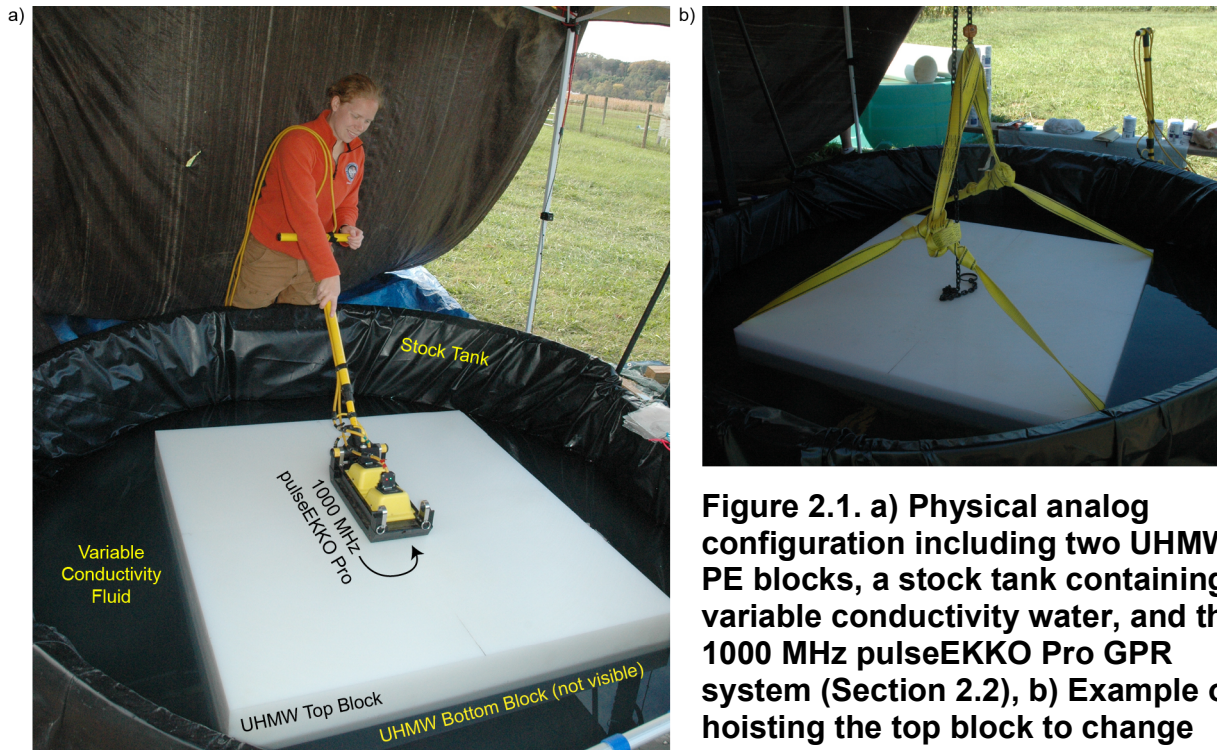 a)
b)
Stock Tank
1000 MHz
pulseEKKO Pro
Variable
Conductivity
Fluid
UHMW Top Block
UHMW Bottom Block (not visible)
Figure 2.1. a) Physical analog
configuration including two UHMW
PE blocks, a stock tank containing
variable conductivity water, and
1000 MHz pulseEKKO Pro GPR
system (Section 2.2), b) Example
hoisting the top block to change